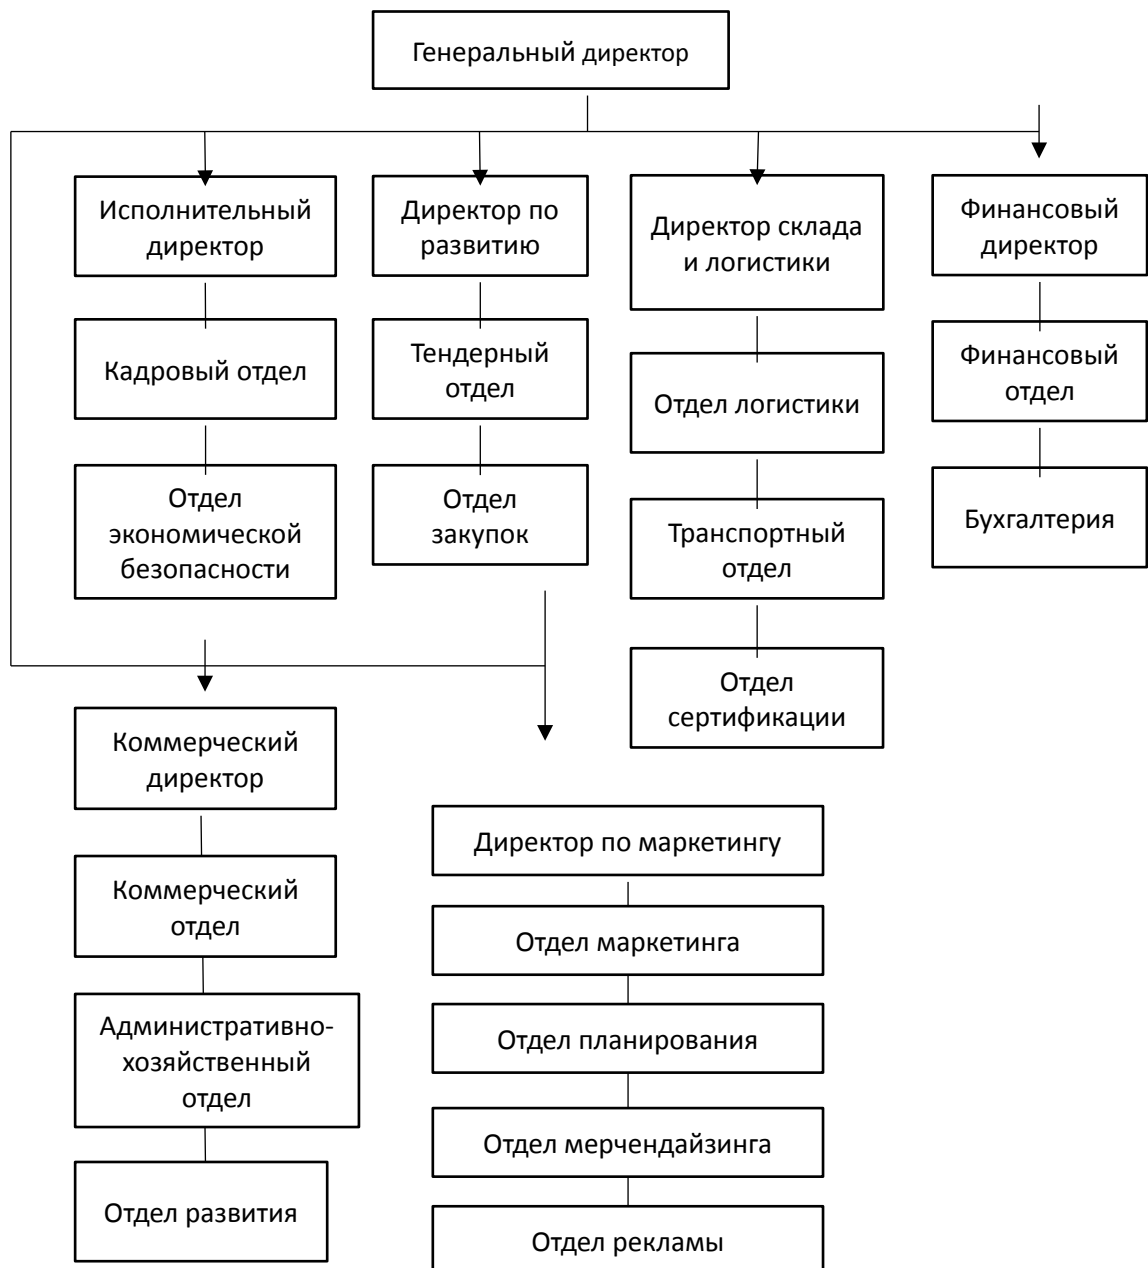 Генеральный директор
Исполнительный
директор
Директор по
развитию
Директор склада
и логистики
Финансовый
директор
Кадровый отдел
Тендерный
отдел
Отдел логистики
Финансовый
отдел
Отдел
экономической
безопасности
Отдел
закупок
Транспортный
отдел
Бухгалтерия
Отдел
сертификации
Коммерческий
директор
Директор по маркетингу
Коммерческий
отдел
Отдел маркетинга
Административно-
хозяйственный
отдел
Отдел планирования
Отдел мерчендайзинга
Отдел развития
Отдел рекламы